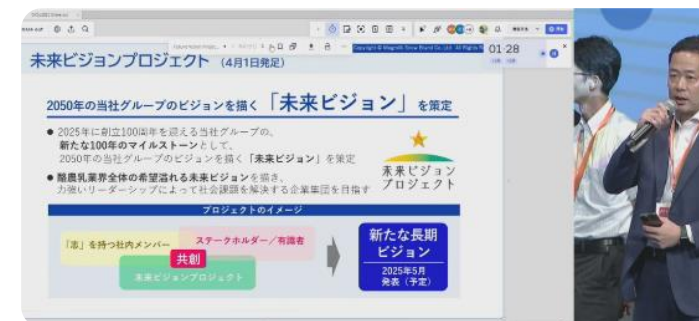 01:28
Copyright © Megmilk Snow Brand Co., Ltd. All Rights R
未来ビジョンプロジェクト (4月1日発足)
2050年の当社グループのビジョンを描く「未来ビジョン」を策定
● 2025年に創立100周年を迎える当社グループの、
新たな100年のマイルストーンとして、
2050年の当社グループのビジョンを描く「未来ビジョン」を策定
● 酪農乳業界全体の希望溢れる未来ビジョンを描き、
力強いリーダーシップによって社会課題を解決する企業集団を目指す
未来ビジョン
プロジェクト
プロジェクトのイメージ
「志」を持つ社内メンバー
ステークホルダー/有識者
共創
未来ビジョンプロジェクト
新たな長期
ビジョン
2025年5月
発表(予定)